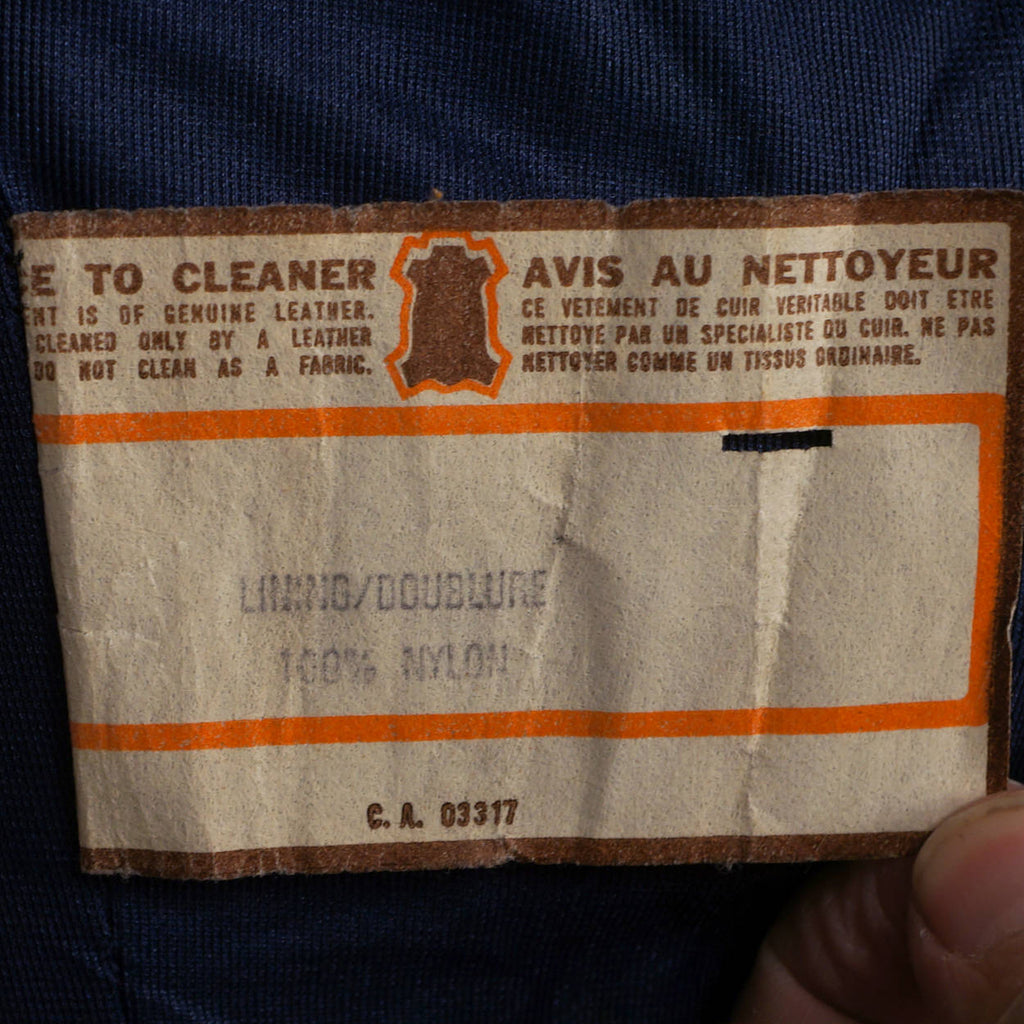 E TO CLEANER
ENT IS OF GENUINE LEATHER.
CLEANED ONLY BY A LEATHER
DO NOT CLEAN AS A FABRIC.
AVIS AU NETTOYEUR
CE VETEMENT DE CUIR VERITABLE DOIT ETRE
NETTOYE PAR UN SPECIALISTE DU CUIR. NE PAS
NETTOYER COMME UN TISSUS ORDINAIRE.
LINING/DOUBLURE
100% NYLON
C. A. 03317